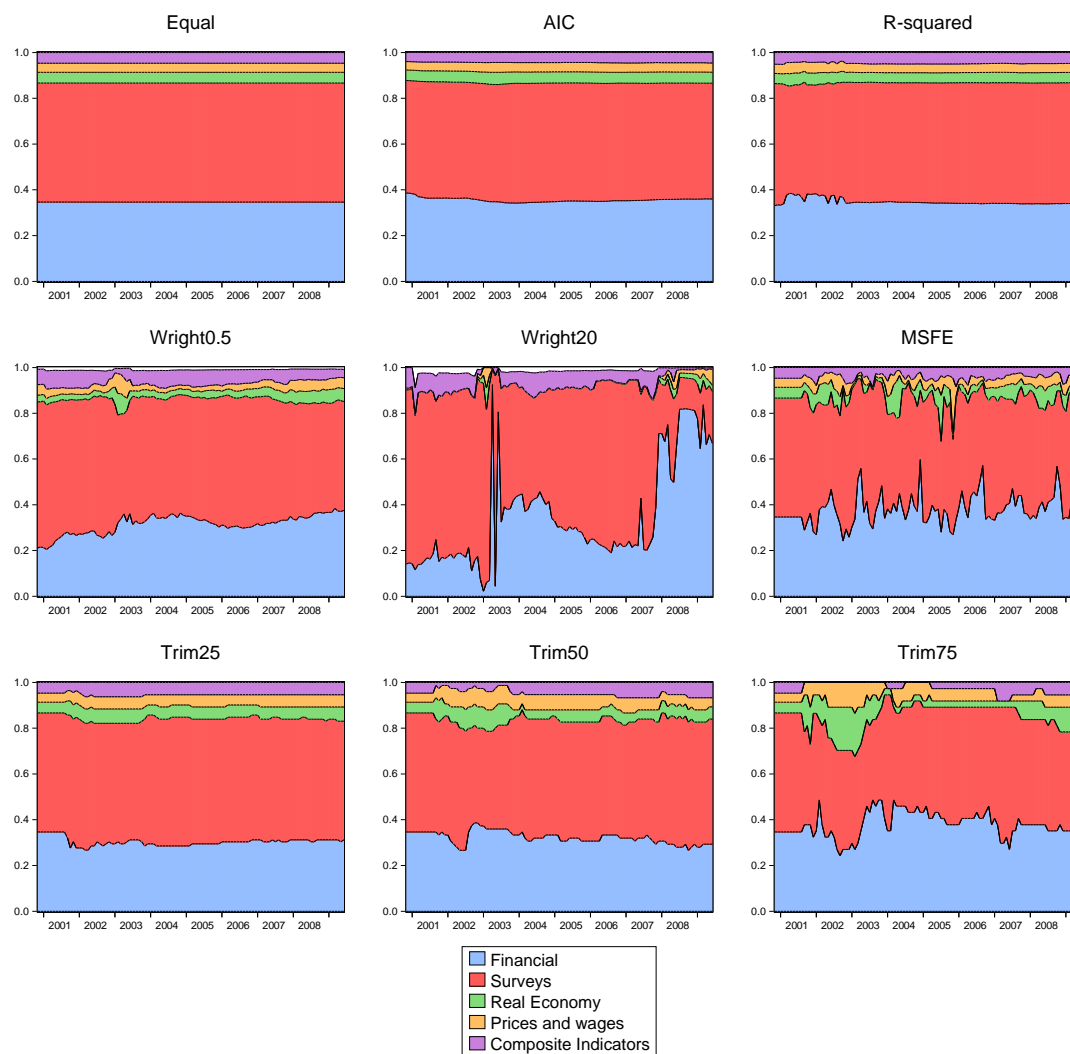 Equal AIC R-squared
1.0 1.0 1.0
0.8 0.8 0.8
0.6 0.6 0.6
0.4 0.4 0.4
0.2 0.2 0.2
0.0 0.0 0.0
2001 2002 2003 2004 2005 2006 2007 2008 2001 2002 2003 2004 2005 2006 2007 2008 2001 2002 2003 2004 2005 2006 2007 2008
Wright0.5 Wright20 MSFE
1.0 1.0 1.0
0.8 0.8 0.8
0.6 0.6 0.6
0.4 0.4 0.4
0.2 0.2 0.2
0.0 0.0 0.0
2001 2002 2003 2004 2005 2006 2007 2008 2001 2002 2003 2004 2005 2006 2007 2008 2001 2002 2003 2004 2005 2006 2007 2008
Trim25 Trim50 Trim75
1.0 1.0 1.0
0.8 0.8 0.8
0.6 0.6 0.6
0.4 0.4 0.4
0.2 0.2 0.2
0.0 0.0 0.0
2001 2002 2003 2004 2005 2006 2007 2008 2001 2002 2003 2004 2005 2006 2007 2008 2001 2002 2003 2004 2005 2006 2007 2008
Financial
Surveys
Real Economy
Prices and wages
Composite Indicators